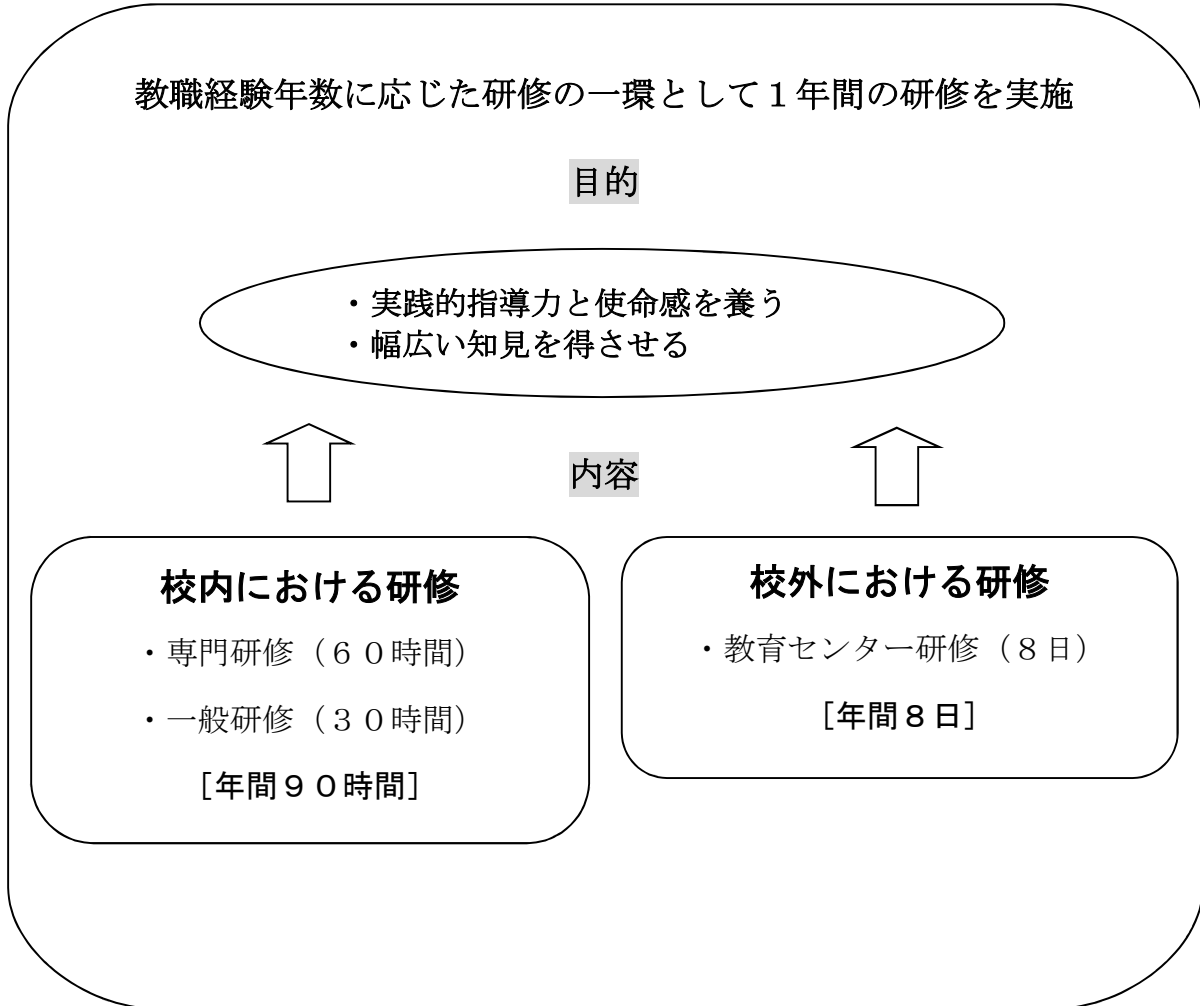 教職経験年数に応じた研修の一環として１年間の研修を実施
目的
・実践的指導力と使命感を養う
・幅広い知見を得させる
内容
校内における研修
・専門研修（６０時間）
・一般研修（３０時間）
［年間９０時間］
校外における研修
・教育センター研修（８日）
［年間８日］